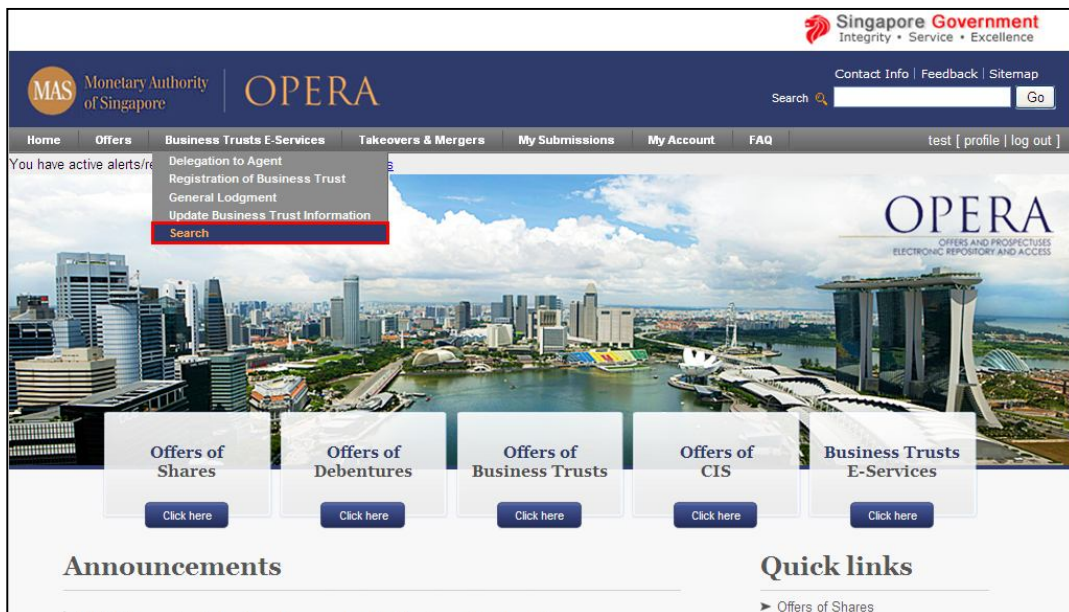 Singapore Government
Integrity • Service • Excellence
MAS Monetary Authority of Singapore
OPERA
Contact Info | Feedback | Sitemap
Search Go
Home Offers Business Trusts E-Services Takeovers & Mergers My Submissions My Account FAQ test [ profile | log out ]
You have active alerts/re s
Delegation to Agent
Registration of Business Trust
General Lodgment
Update Business Trust Information
Search
OPERA
OFFERS AND PROSPECTUSES
ELECTRONIC REPOSITORY AND ACCESS
Offers of
Shares
Click here
Offers of
Debentures
Click here
Offers of
Business Trusts
Click here
Offers of
CIS
Click here
Business Trusts
E-Services
Click here
Announcements
Quick links
➤ Offers of Shares